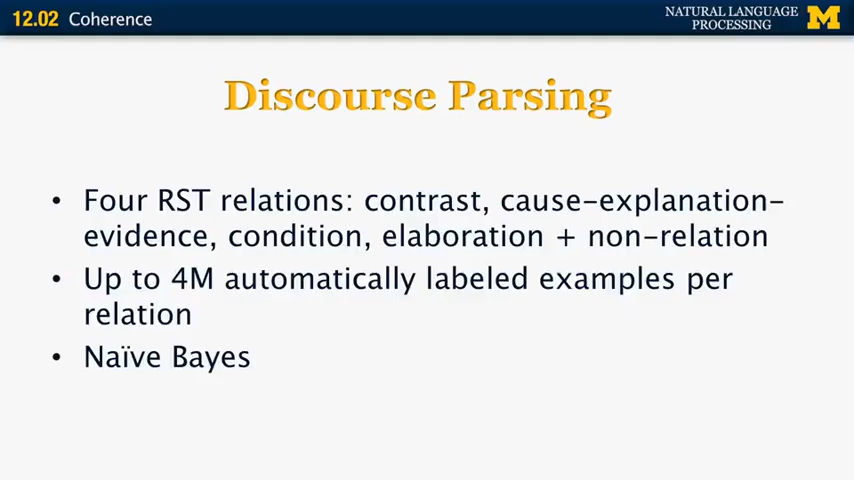 12.02 Coherence
NATURAL LANGUAGE
PROCESSING
M
Discourse Parsing
• Four RST relations: contrast, cause-explanation-
evidence, condition, elaboration + non-relation
• Up to 4M automatically labeled examples per
relation
• Naïve Bayes